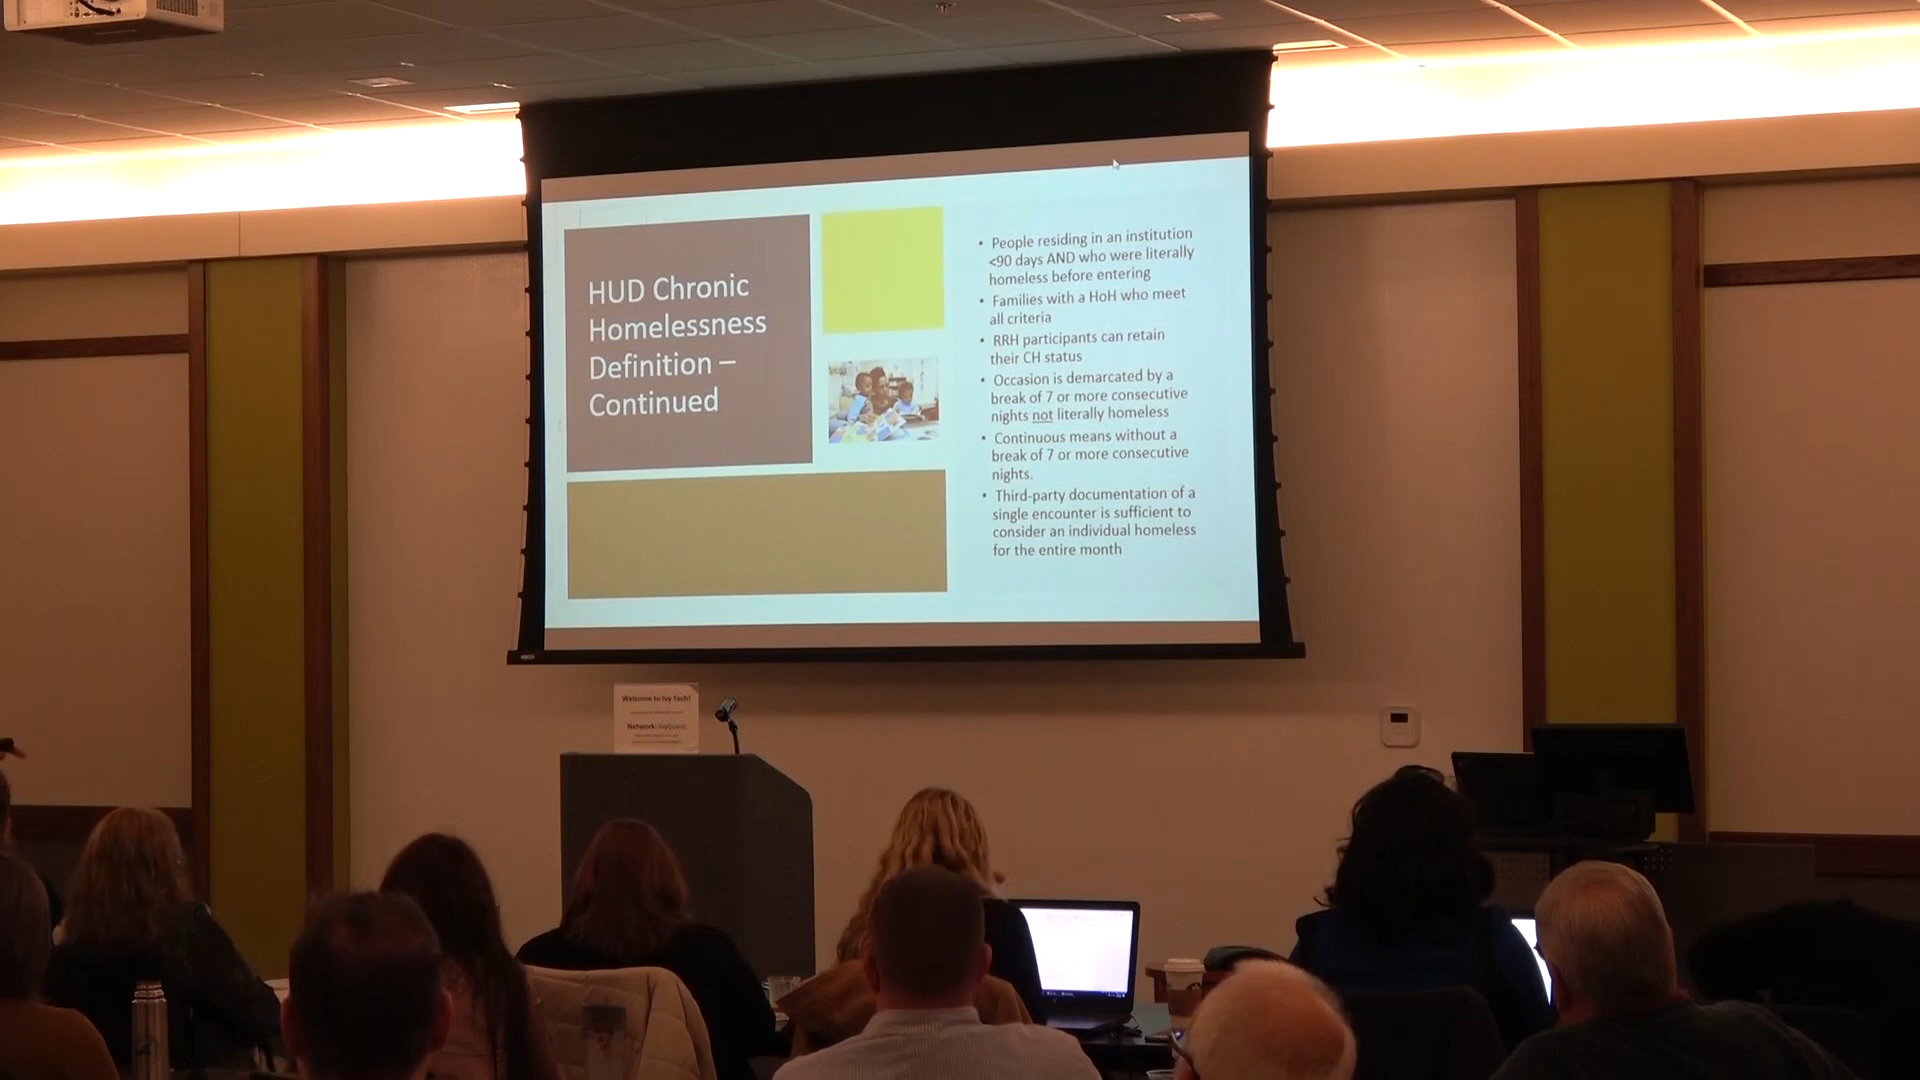 HUD Chronic
Homelessness
Definition –
Continued
• People residing in an institution
<90 days AND who were literally
homeless before entering
• Families with a HoH who meet
all criteria
• RRH participants can retain
their CH status
• Occasion is demarcated by a
break of 7 or more consecutive
nights not literally homeless
• Continuous means without a
break of 7 or more consecutive
nights.
• Third-party documentation of a
single encounter is sufficient to
consider an individual homeless
for the entire month
Welcome to Ivy Tech!
Network: IvyGuest